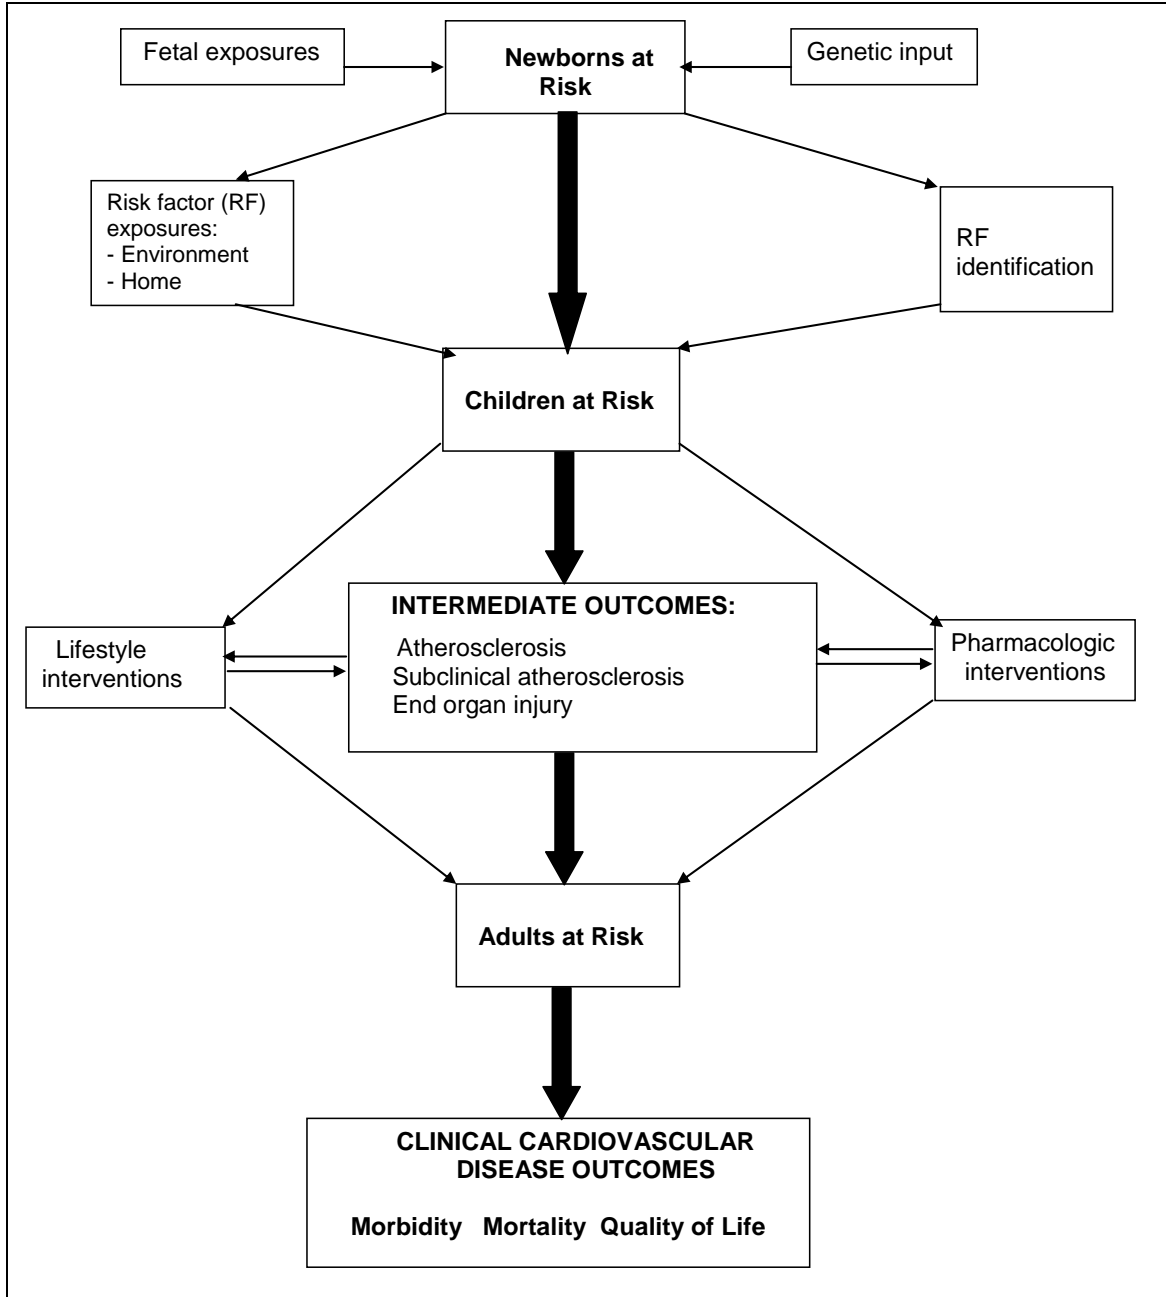 Fetal exposures
Newborns at
Risk
Genetic input
Risk factor (RF)
exposures:
- Environment
- Home
RF
identification
Children at Risk
INTERMEDIATE OUTCOMES:
Atherosclerosis
Subclinical atherosclerosis
End organ injury
Lifestyle
interventions
Pharmacologic
interventions
Adults at Risk
CLINICAL CARDIOVASCULAR
DISEASE OUTCOMES
Morbidity Mortality Quality of Life